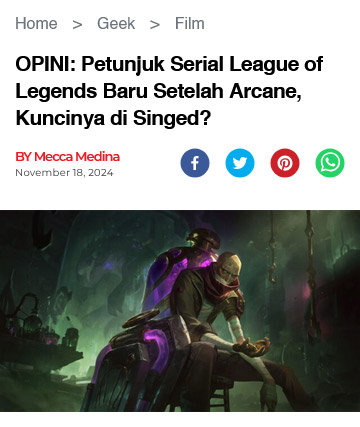 Home > Geek > Film
OPINI: Petunjuk Serial League of
Legends Baru Setelah Arcane,
Kuncinya di Singed?
BY Mecca Medina
November 18, 2024